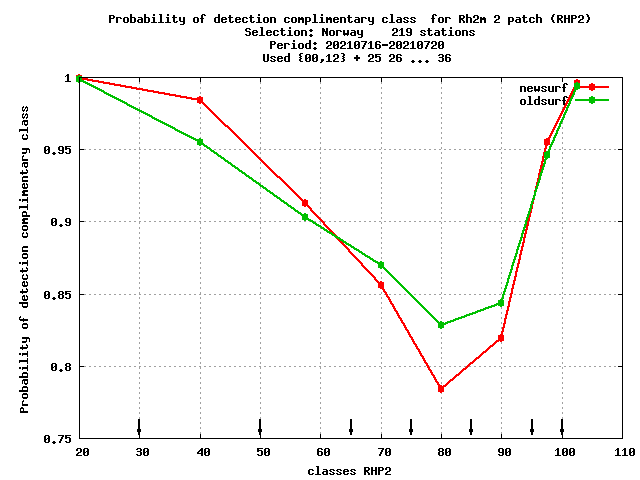 Probability of detection complimentary class  for Rh2m 2 patch (RHP2)
Selection: Norway    219 stations
Period: 20210716-20210720
Used {00,12} + 25 26 ... 36
newsurf
oldsurf
Probability of detection complimentary class
1
0.95
0.9
0.85
0.8
0.75
20 30 40 50 60 70 80 90 100 110
classes RHP2